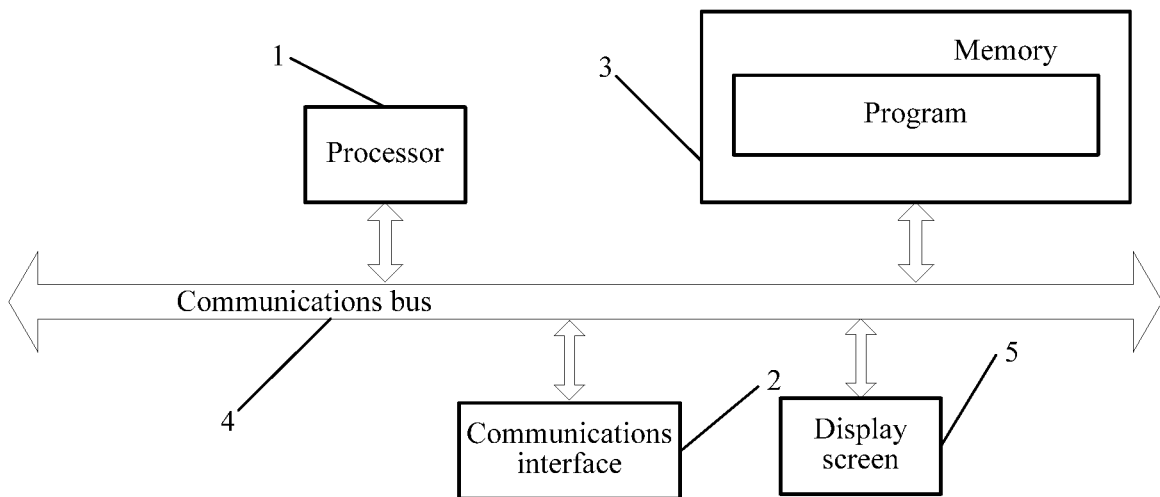 1
Processor
3
Memory
Program
Communications bus
4
2
Communications
interface
5
Display
screen